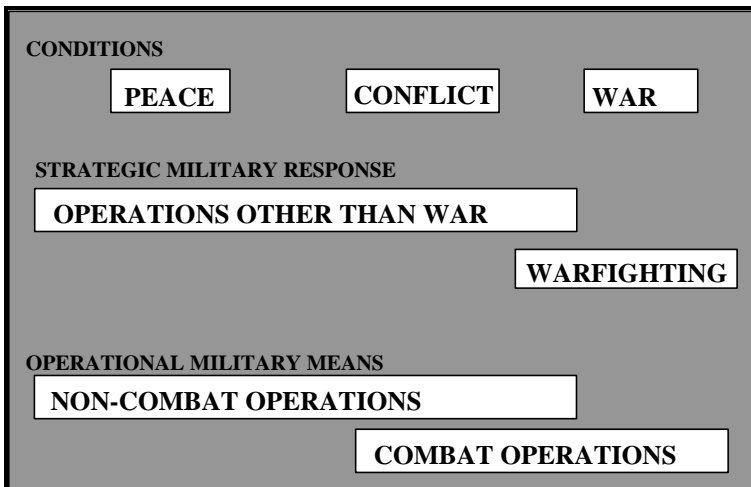 CONDITIONS
PEACE CONFLICT WAR
STRATEGIC MILITARY RESPONSE
OPERATIONS OTHER THAN WAR
WARFIGHTING
OPERATIONAL MILITARY MEANS
NON-COMBAT OPERATIONS
COMBAT OPERATIONS